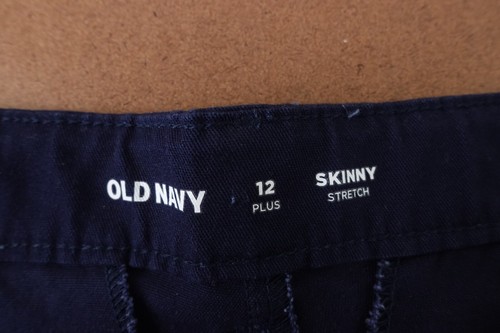 OLD NAVY
12
PLUS
SKINNY
STRETCH